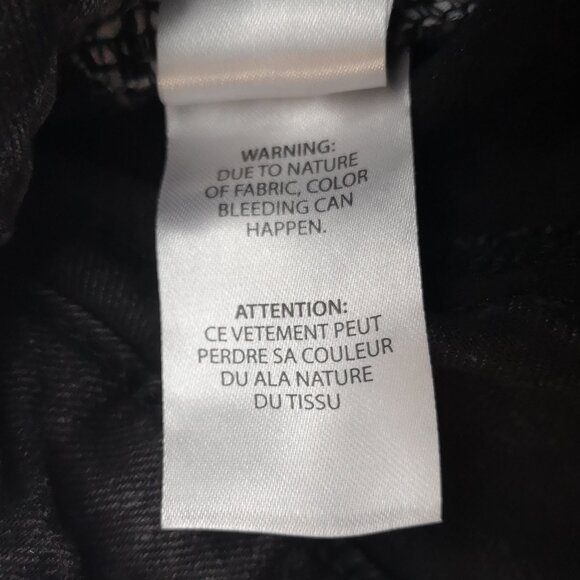 WARNING:
DUE TO NATURE
OF FABRIC, COLOR
BLEEDING CAN
HAPPEN.
ATTENTION:
CE VETEMENT PEUT
PERDRE SA COULEUR
DU ALA NATURE
DU TISSU